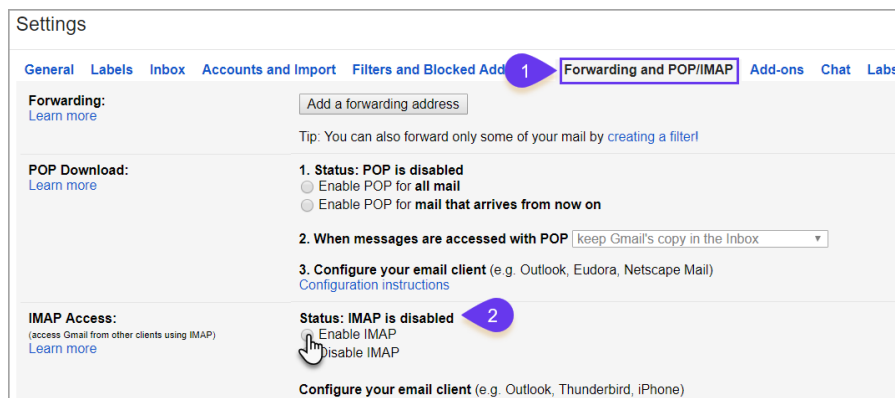 Settings
General Labels Inbox Accounts and Import Filters and Blocked Add 1 Forwarding and POP/IMAP Add-ons Chat Labs
Forwarding:
Learn more
Add a forwarding address
Tip: You can also forward only some of your mail by creating a filter!
POP Download:
Learn more
1. Status: POP is disabled
Enable POP for all mail
Enable POP for mail that arrives from now on
2. When messages are accessed with POP keep Gmail's copy in the Inbox
3. Configure your email client (e.g. Outlook, Eudora, Netscape Mail)
Configuration instructions
IMAP Access:
(access Gmail from other clients using IMAP)
Learn more
Status: IMAP is disabled 2
Enable IMAP
Disable IMAP
Configure your email client (e.g. Outlook, Thunderbird, iPhone)